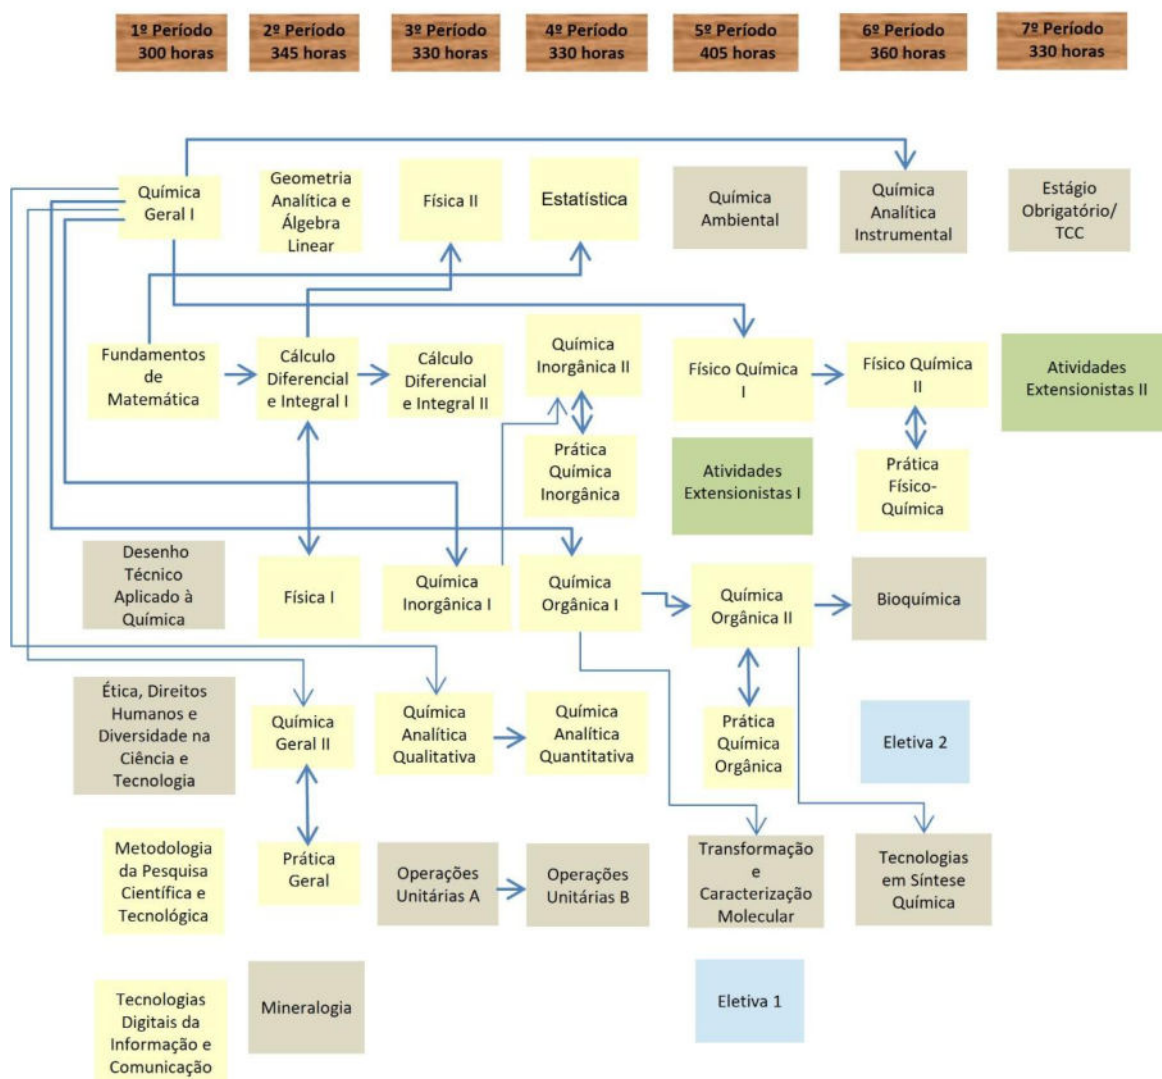 1º Período
300 horas
2º Período
345 horas
3º Período
330 horas
4º Período
330 horas
5º Período
405 horas
6º Período
360 horas
7º Período
330 horas
Química
Geral I
Geometria
Analítica e
Álgebra
Linear
Física II
Estatística
Química
Ambiental
Química
Analítica
Instrumental
Estágio
Obrigatório/
TCC
Fundamentos
de
Matemática
Cálculo
Diferencial
e Integral I
Cálculo
Diferencial
e Integral II
Química
Inorgânica II
Físico Química
I
Físico Química
II
Atividades
Extensionistas II
Prática
Química
Inorgânica
Atividades
Extensionistas I
Prática
Físico-
Química
Desenho
Técnico
Aplicado à
Química
Física I
Química
Inorgânica I
Química
Orgânica I
Química
Orgânica II
Bioquímica
Ética, Direitos
Humanos e
Diversidade na
Ciência e
Tecnologia
Química
Geral II
Química
Analítica
Qualitativa
Química
Analítica
Quantitativa
Prática
Química
Orgânica
Eletiva 2
Metodologia
da Pesquisa
Científica e
Tecnológica
Prática
Geral
Operações
Unitárias A
Operações
Unitárias B
Transformação
e
Caracterização
Molecular
Tecnologias
em Síntese
Química
Tecnologias
Digitais da
Informação e
Comunicação
Mineralogia
Eletiva 1